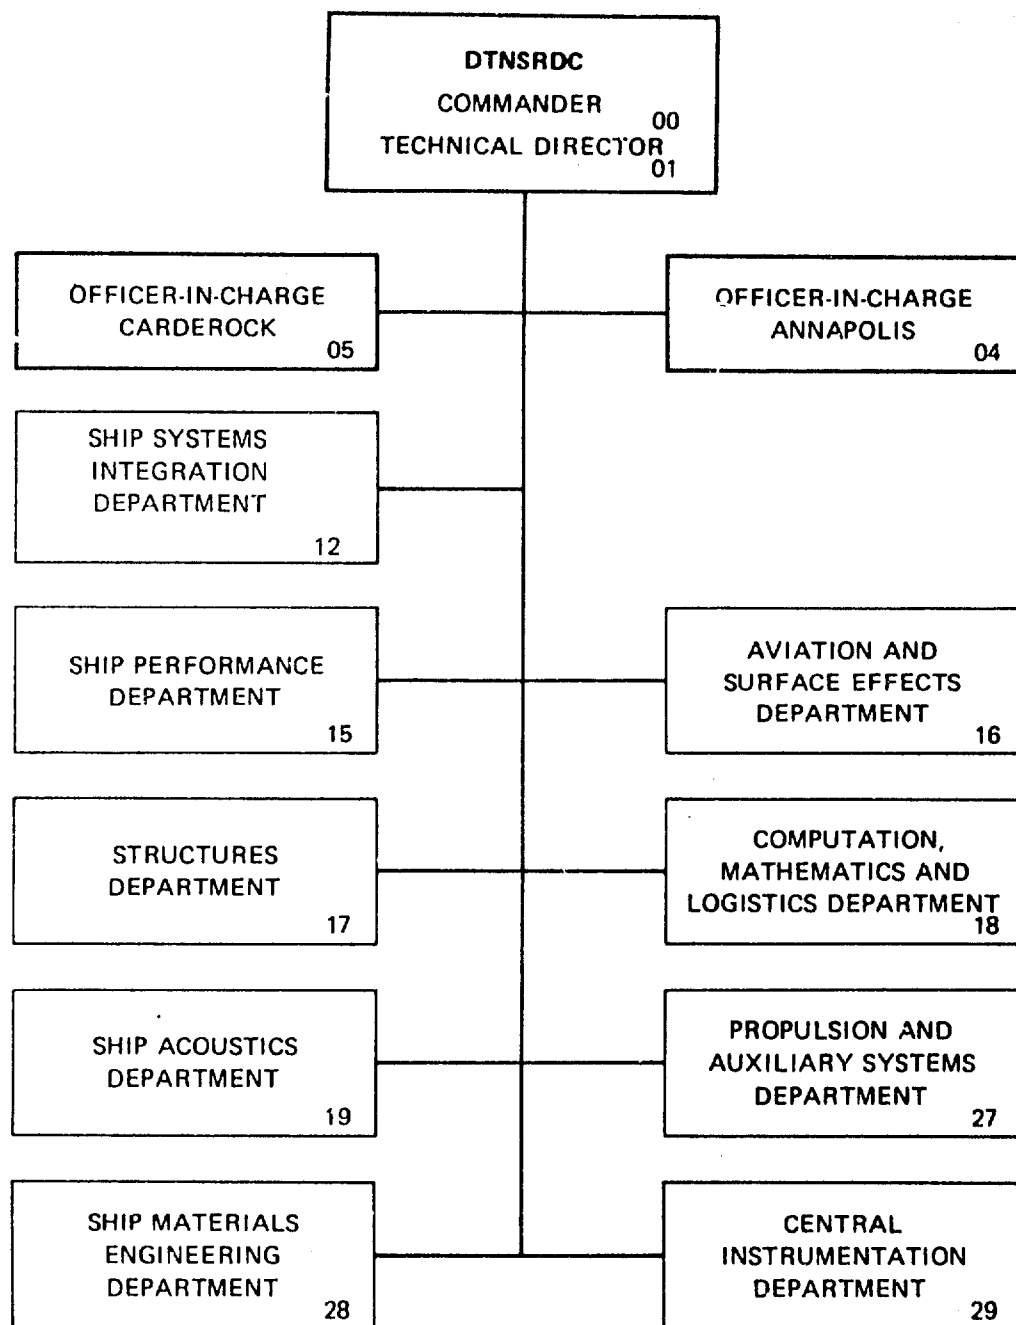 DTNSRDC
COMMANDER
00
TECHNICAL DIRECTOR
01
OFFICER-IN-CHARGE
CARDEROCK
05
OFFICER-IN-CHARGE
ANNAPOLIS
04
SHIP SYSTEMS
INTEGRATION
DEPARTMENT
12
SHIP PERFORMANCE
DEPARTMENT
15
AVIATION AND
SURFACE EFFECTS
DEPARTMENT
16
STRUCTURES
DEPARTMENT
17
COMPUTATION,
MATHEMATICS AND
LOGISTICS DEPARTMENT
18
SHIP ACOUSTICS
DEPARTMENT
19
PROPULSION AND
AUXILIARY SYSTEMS
DEPARTMENT
27
SHIP MATERIALS
ENGINEERING
DEPARTMENT
28
CENTRAL
INSTRUMENTATION
DEPARTMENT
29